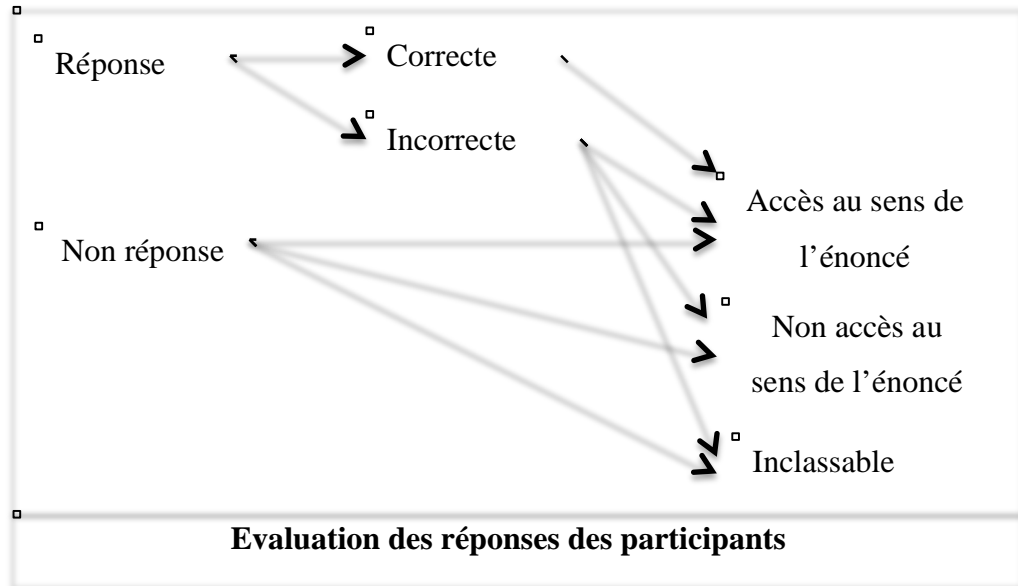 Réponse
Correcte
Incorrecte
Non réponse
Accès au sens de
l’énoncé
Non accès au
sens de l’énoncé
Inclassable
Evaluation des réponses des participants